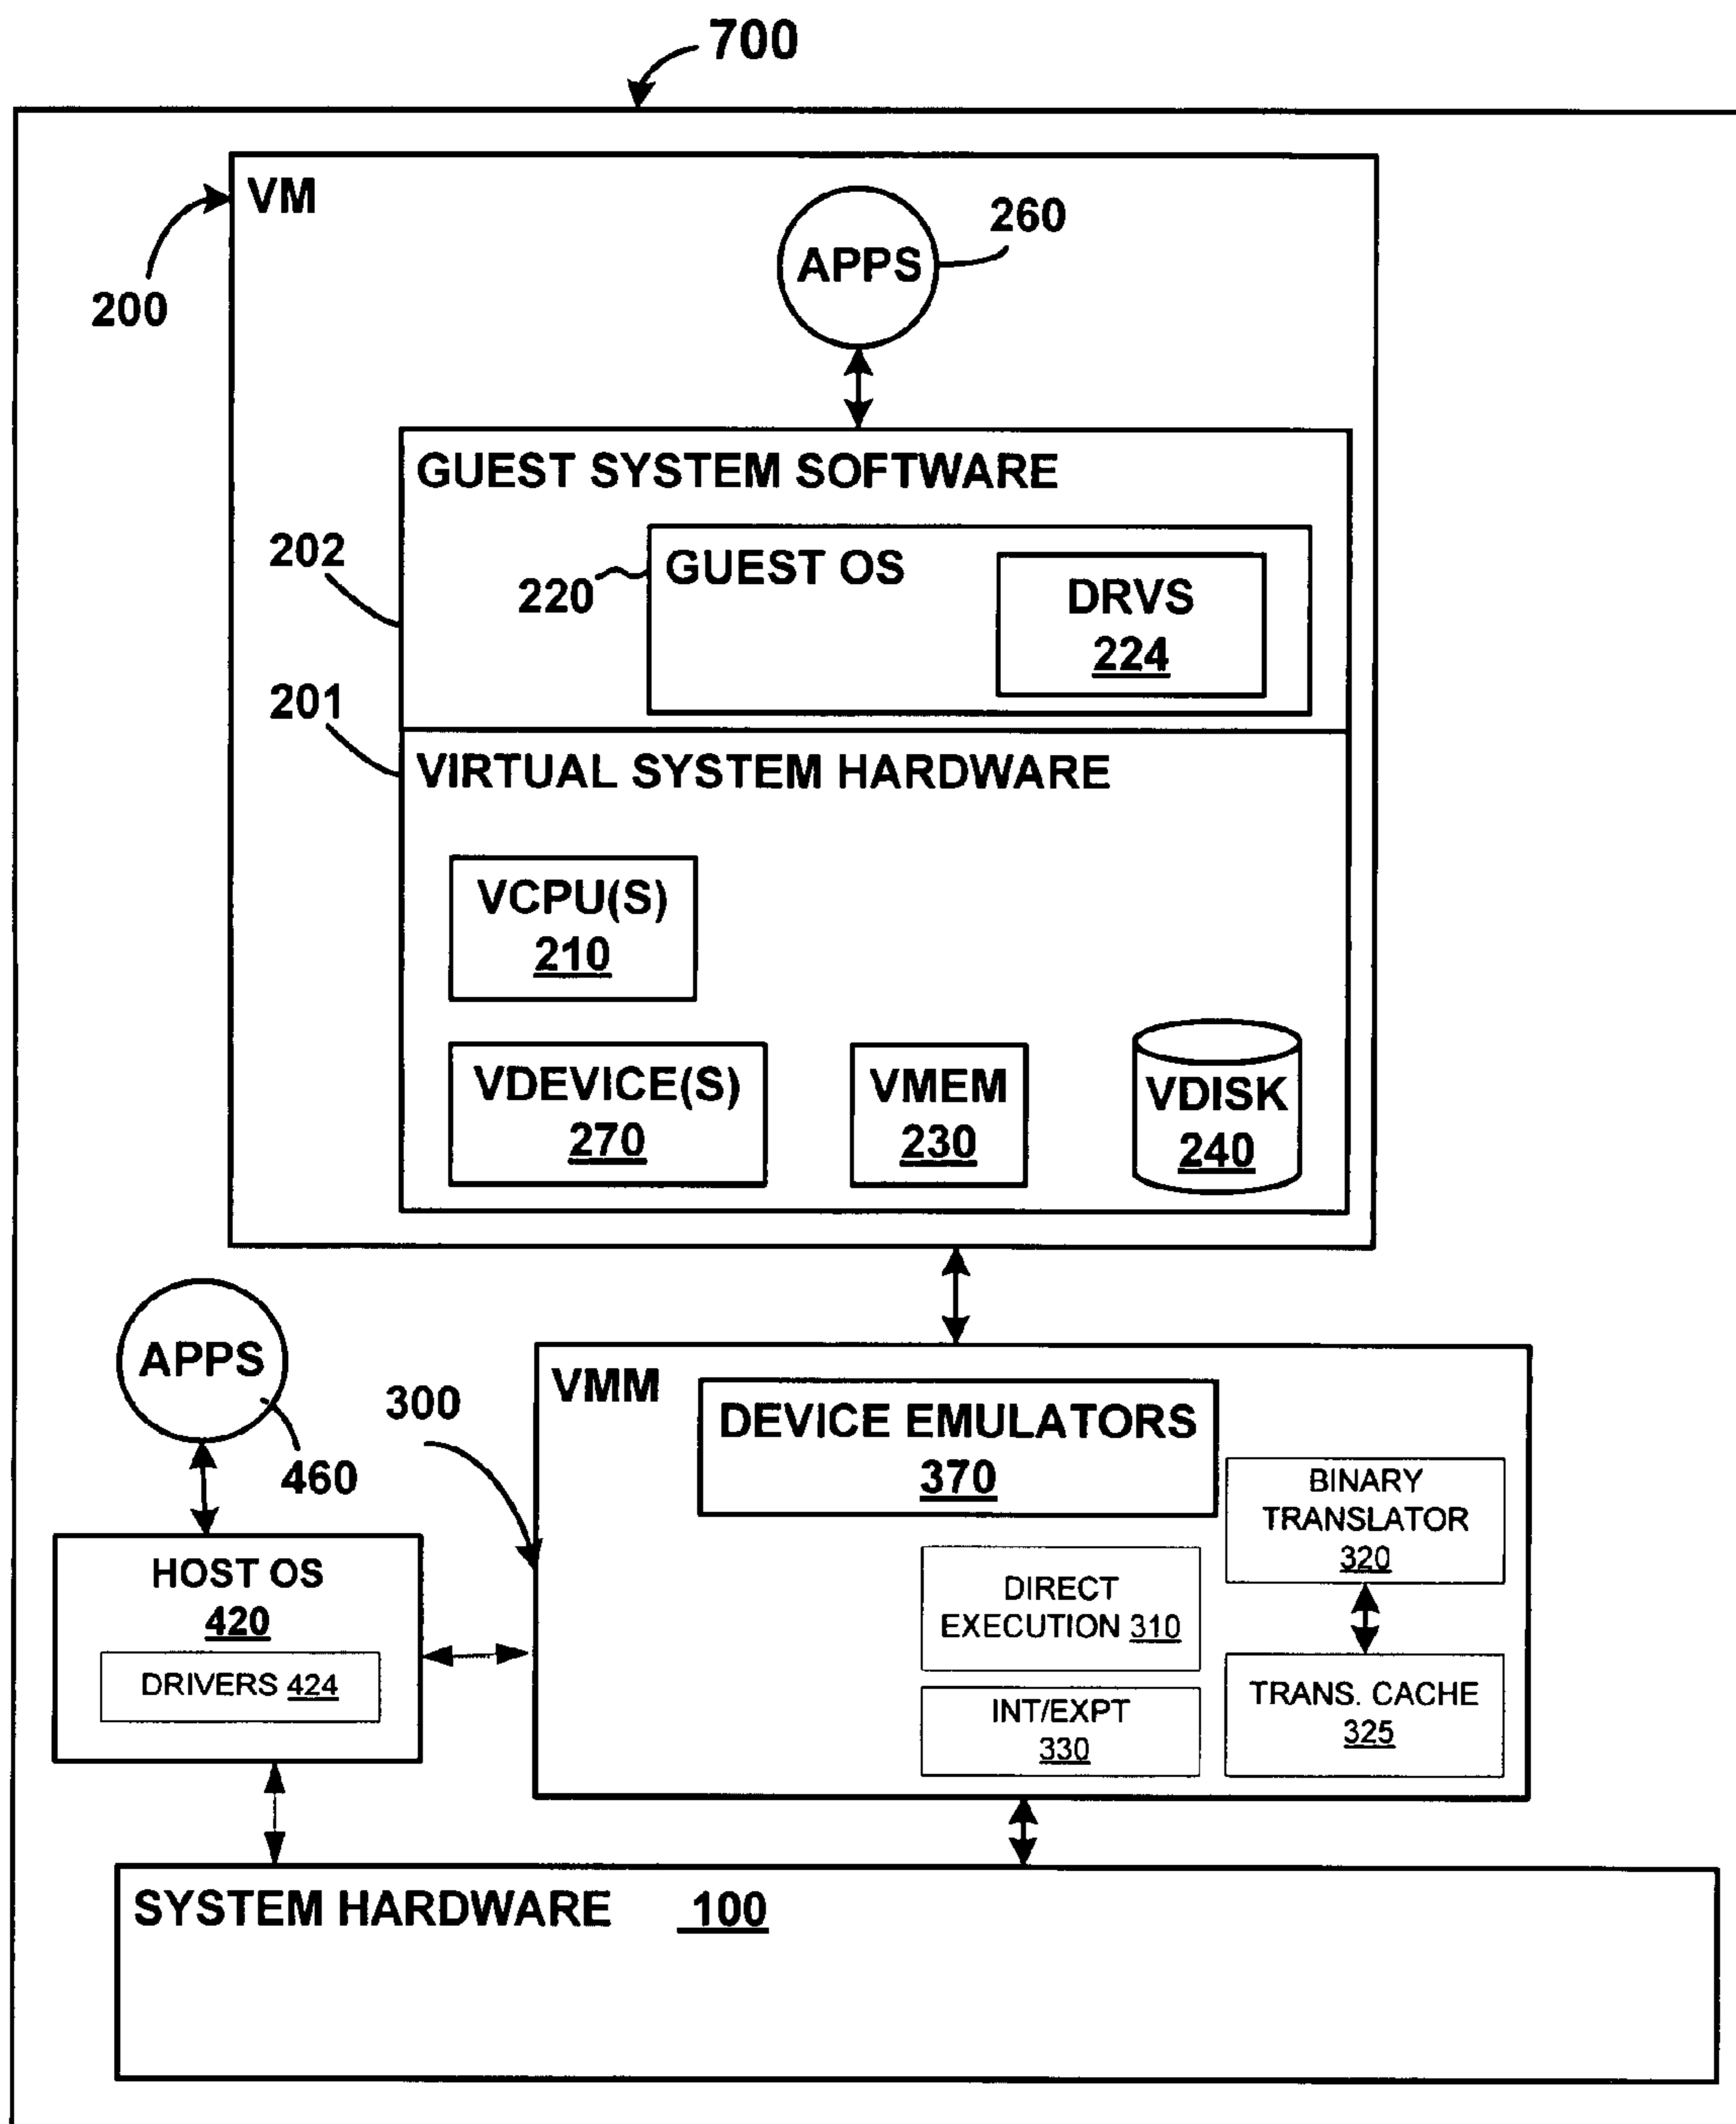 700
VM
200
APPS
260
GUEST SYSTEM SOFTWARE
202
220
GUEST OS
DRVS
224
201
VIRTUAL SYSTEM HARDWARE
VCPU(S)
210
VDEVICE(S)
270
VMEM
230
VDISK
240
APPS
460
300
VMM
DEVICE EMULATORS
370
BINARY
TRANSLATOR
320
DIRECT
EXECUTION 310
INT/EXPT
330
TRANS. CACHE
325
HOST OS
420
DRIVERS 424
SYSTEM HARDWARE 100